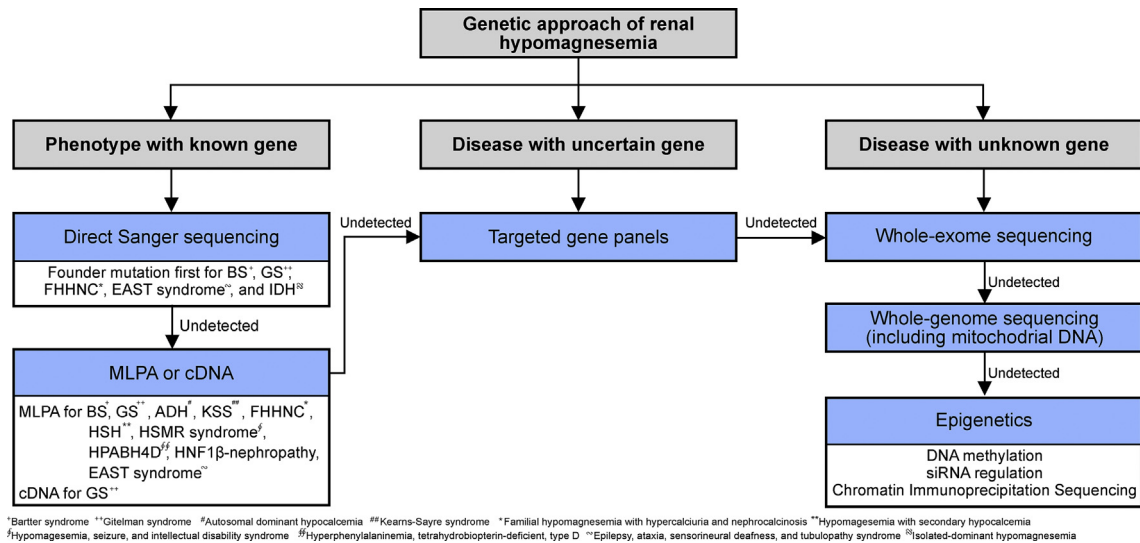 Genetic approach of renal
hypomagnesemia
Phenotype with known gene
Disease with uncertain gene
Disease with unknown gene
Direct Sanger sequencing
Founder mutation first for BS⁺, GS⁺⁺,
FHHNC*, EAST syndrome~, and IDH≈
Undetected
MLPA or cDNA
MLPA for BS⁺, GS⁺⁺, ADH#, KSS##, FHHNC*,
HSH**, HSMR syndrome∮,
HPABH4D∮∮, HNF1β-nephropathy,
EAST syndrome~
cDNA for GS⁺⁺
Undetected
Targeted gene panels
Undetected
Whole-exome sequencing
Undetected
Whole-genome sequencing
(including mitochondrial DNA)
Undetected
Epigenetics
DNA methylation
siRNA regulation
Chromatin Immunoprecipitation Sequencing
⁺Bartter syndrome ⁺⁺Gitelman syndrome #Autosomal dominant hypocalcemia ##Kearns-Sayre syndrome *Familial hypomagnesemia with hypercalciuria and nephrocalcinosis **Hypomagesemia with secondary hypocalcemia
∮Hypomagesemia, seizure, and intellectual disability syndrome ∮∮Hyperphenylalaninemia, tetrahydrobiopterin-deficient, type D ~Epilepsy, ataxia, sensorineural deafness, and tubulopathy syndrome ≈Isolated-dominant hypomagnesemia